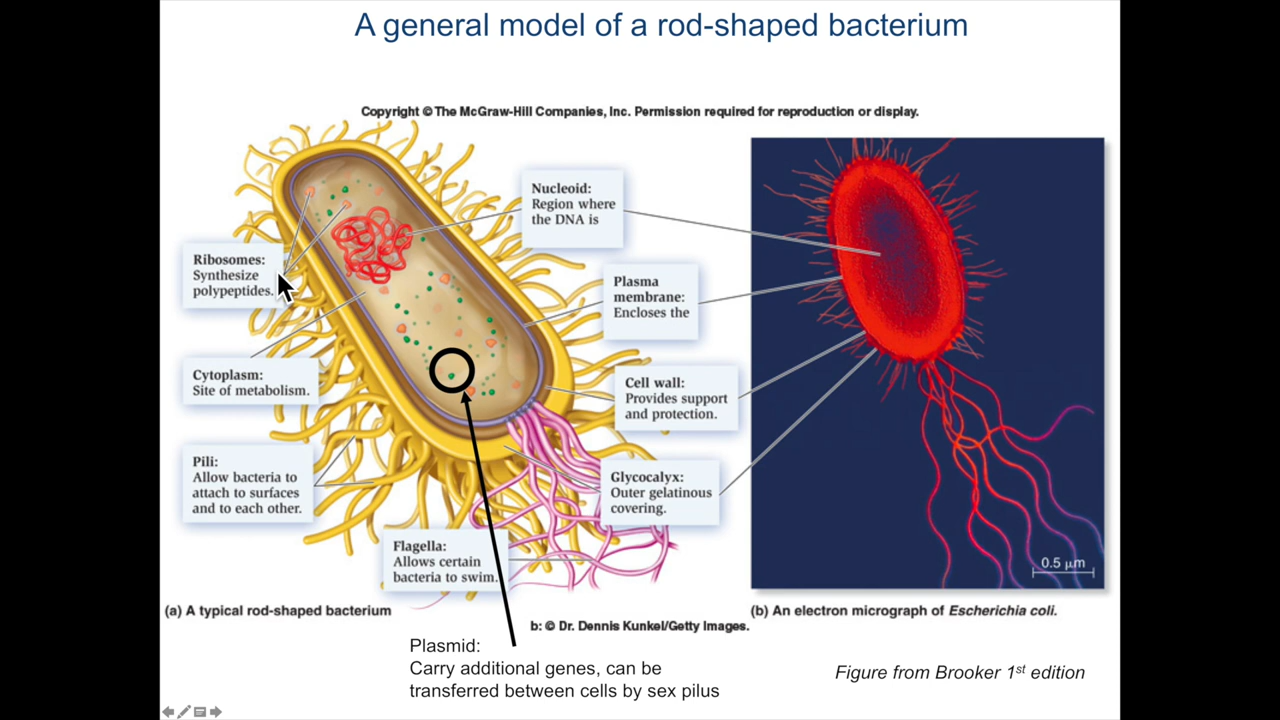 A general model of a rod-shaped bacterium
Copyright © The McGraw-Hill Companies, Inc. Permission required for reproduction or display.
Nucleoid:
Region where
the DNA is
Ribosomes:
Synthesize
polypeptides.
Plasma
membrane:
Encloses the
Cytoplasm:
Site of metabolism.
Cell wall:
Provides support
and protection.
Pili:
Allow bacteria to
attach to surfaces
and to each other.
Glycocalyx:
Outer gelatinous
covering.
Flagella:
Allows certain
bacteria to swim.
0.5 µm
(a) A typical rod-shaped bacterium
(b) An electron micrograph of Escherichia coli.
b: © Dr. Dennis Kunkel/Getty Images.
Plasmid:
Carry additional genes, can be
transferred between cells by sex pilus
Figure from Brooker 1st edition